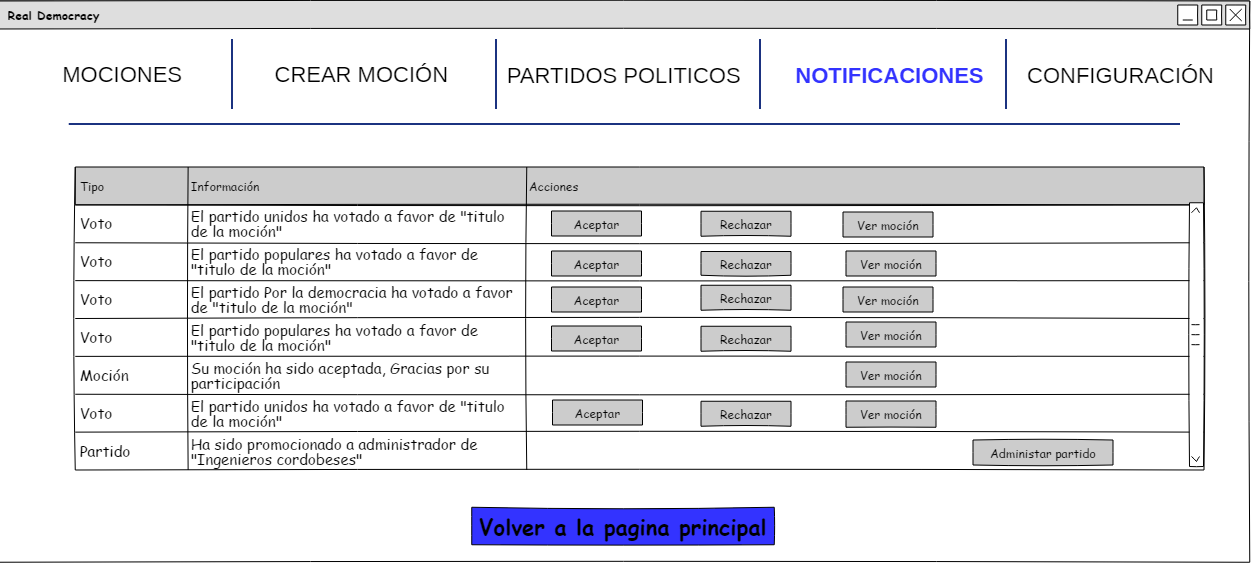 Real Democracy
MOCIONES
CREAR MOCIÓN
PARTIDOS POLITICOS
NOTIFICACIONES
CONFIGURACIÓN
Tipo
Información
Acciones
Voto
El partido unidos ha votado a favor de "titulo
de la moción"
Aceptar
Rechazar
Ver moción
Voto
El partido populares ha votado a favor de
"titulo de la moción"
Aceptar
Rechazar
Ver moción
Voto
El partido Por la democracia ha votado a favor
de "titulo de la moción"
Aceptar
Rechazar
Ver moción
Voto
El partido populares ha votado a favor de
"titulo de la moción"
Aceptar
Rechazar
Ver moción
Moción
Su moción ha sido aceptada, Gracias por su
participación
Ver moción
Voto
El partido unidos ha votado a favor de "titulo
de la moción"
Aceptar
Rechazar
Ver moción
Partido
Ha sido promocionado a administrador de
"Ingenieros cordobeses"
Administar partido
Volver a la pagina principal